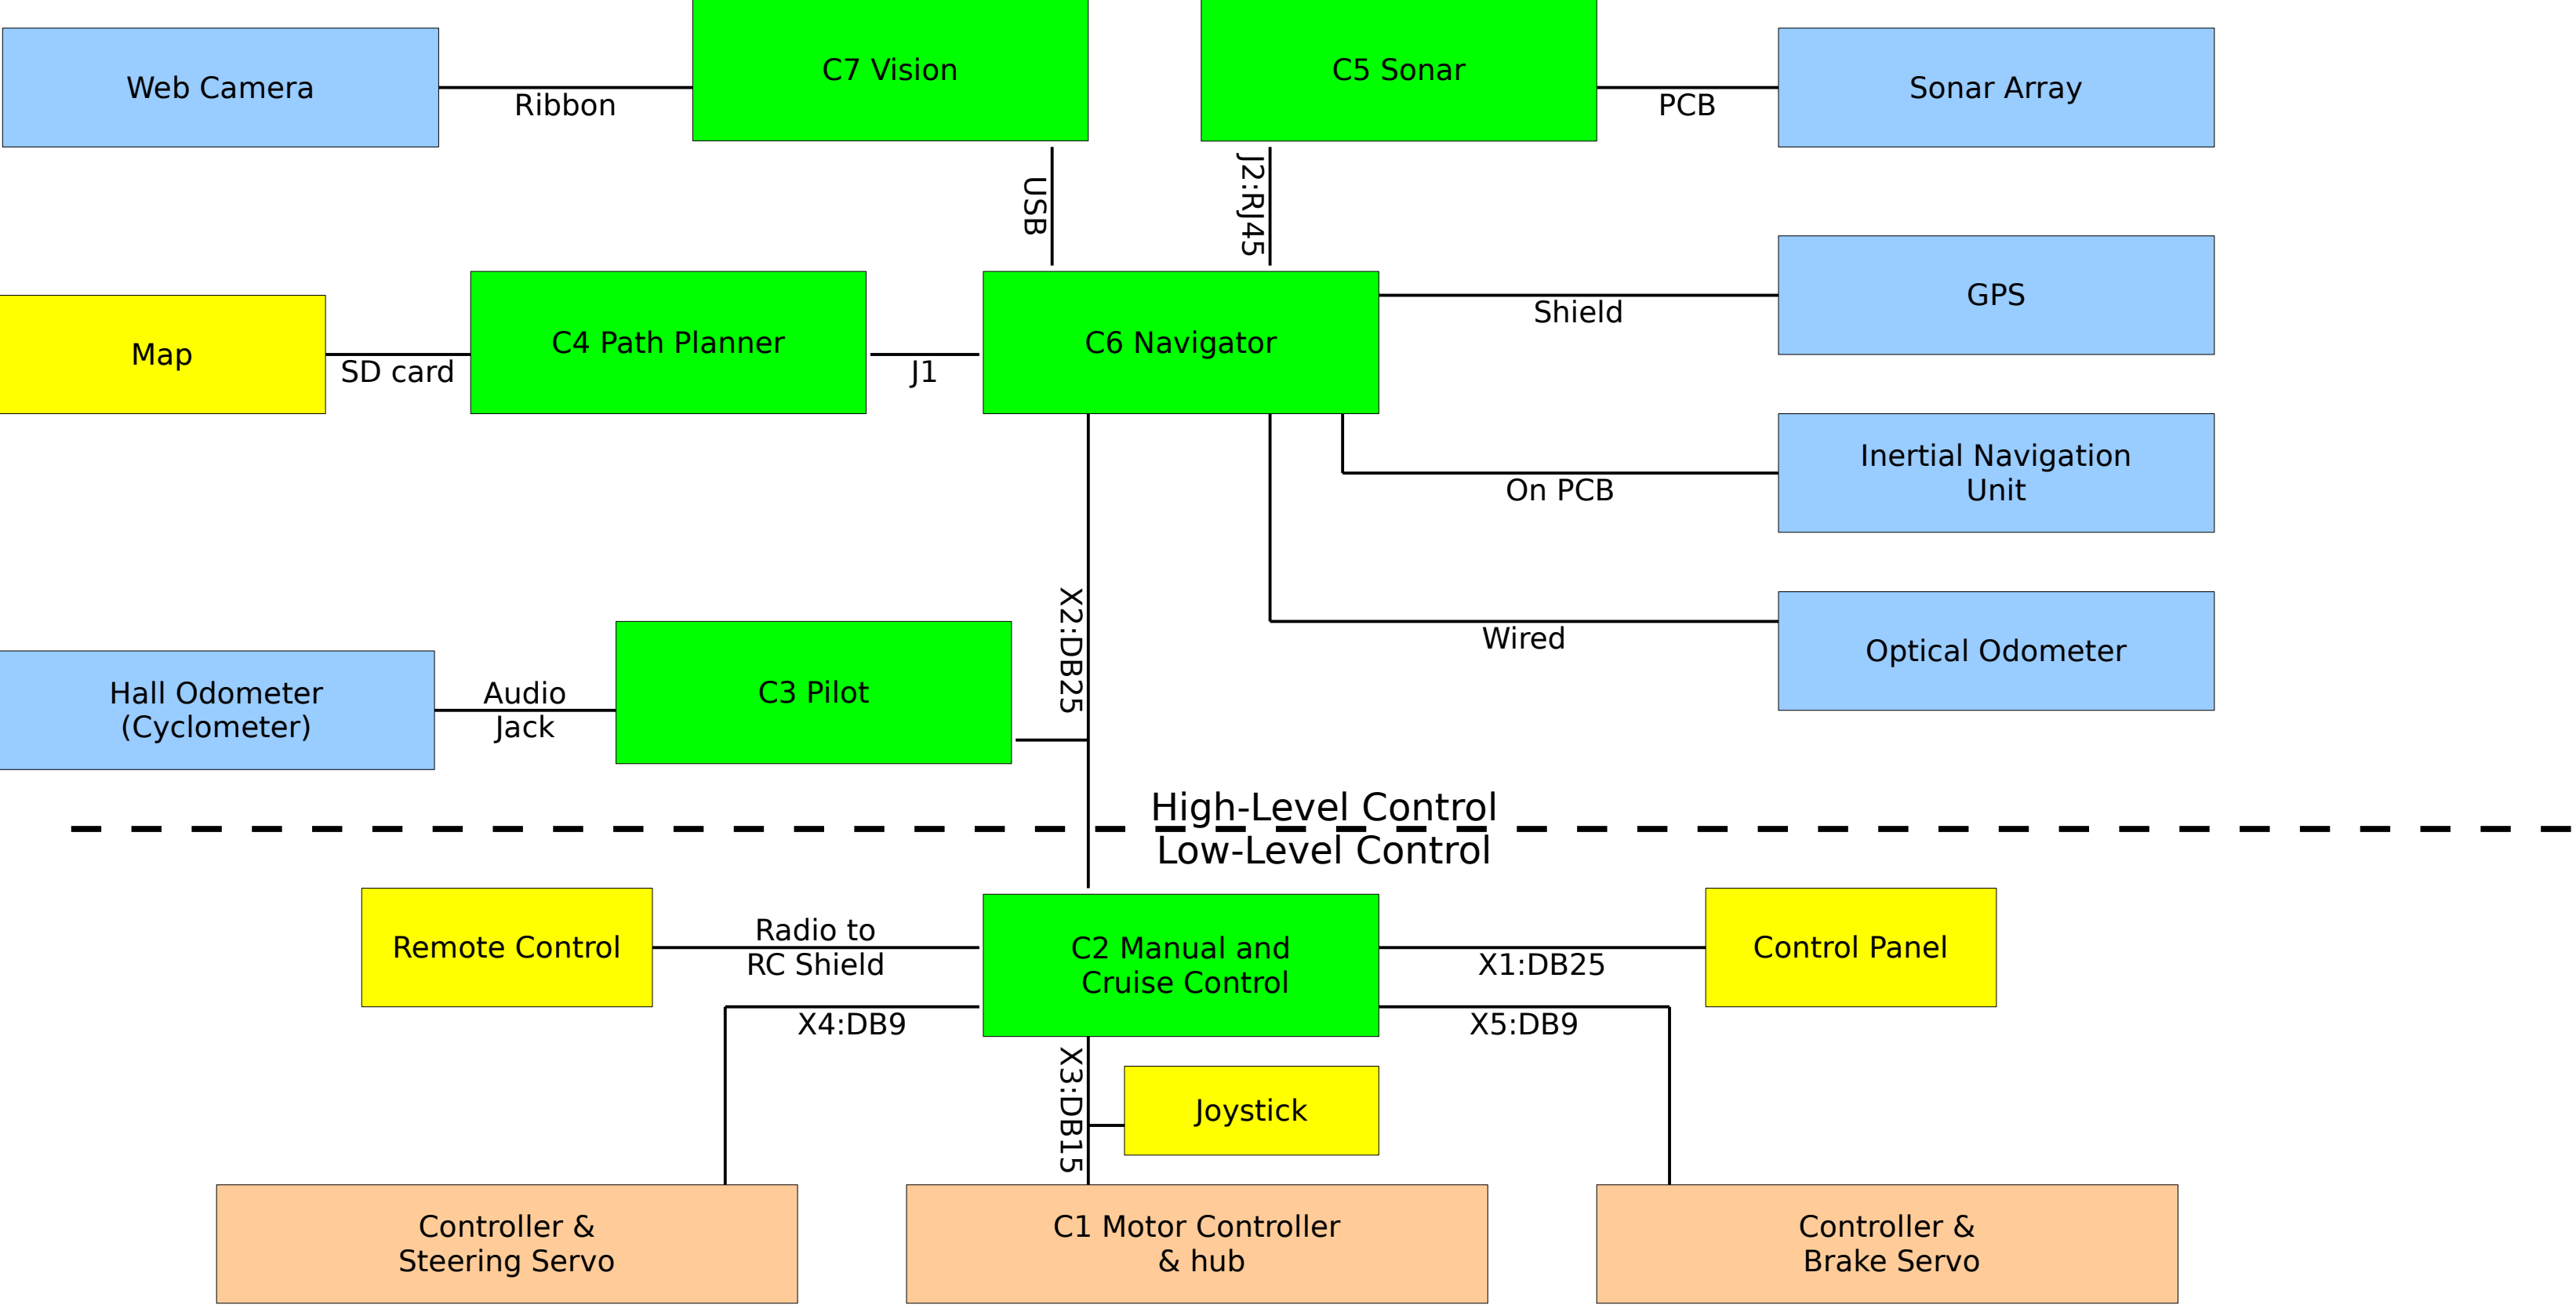 Web Camera
Ribbon
C7 Vision
C5 Sonar
PCB
Sonar Array
USB
J2:RJ45
Map
SD card
C4 Path Planner
J1
C6 Navigator
Shield
GPS
On PCB
Inertial Navigation
Unit
X2:DB25
Wired
Optical Odometer
Hall Odometer
(Cyclometer)
Audio
Jack
C3 Pilot
High-Level Control
Low-Level Control
Remote Control
Radio to
RC Shield
C2 Manual and
Cruise Control
X1:DB25
Control Panel
X4:DB9
X5:DB9
X3:DB15
Joystick
Controller &
Steering Servo
C1 Motor Controller
& hub
Controller &
Brake Servo